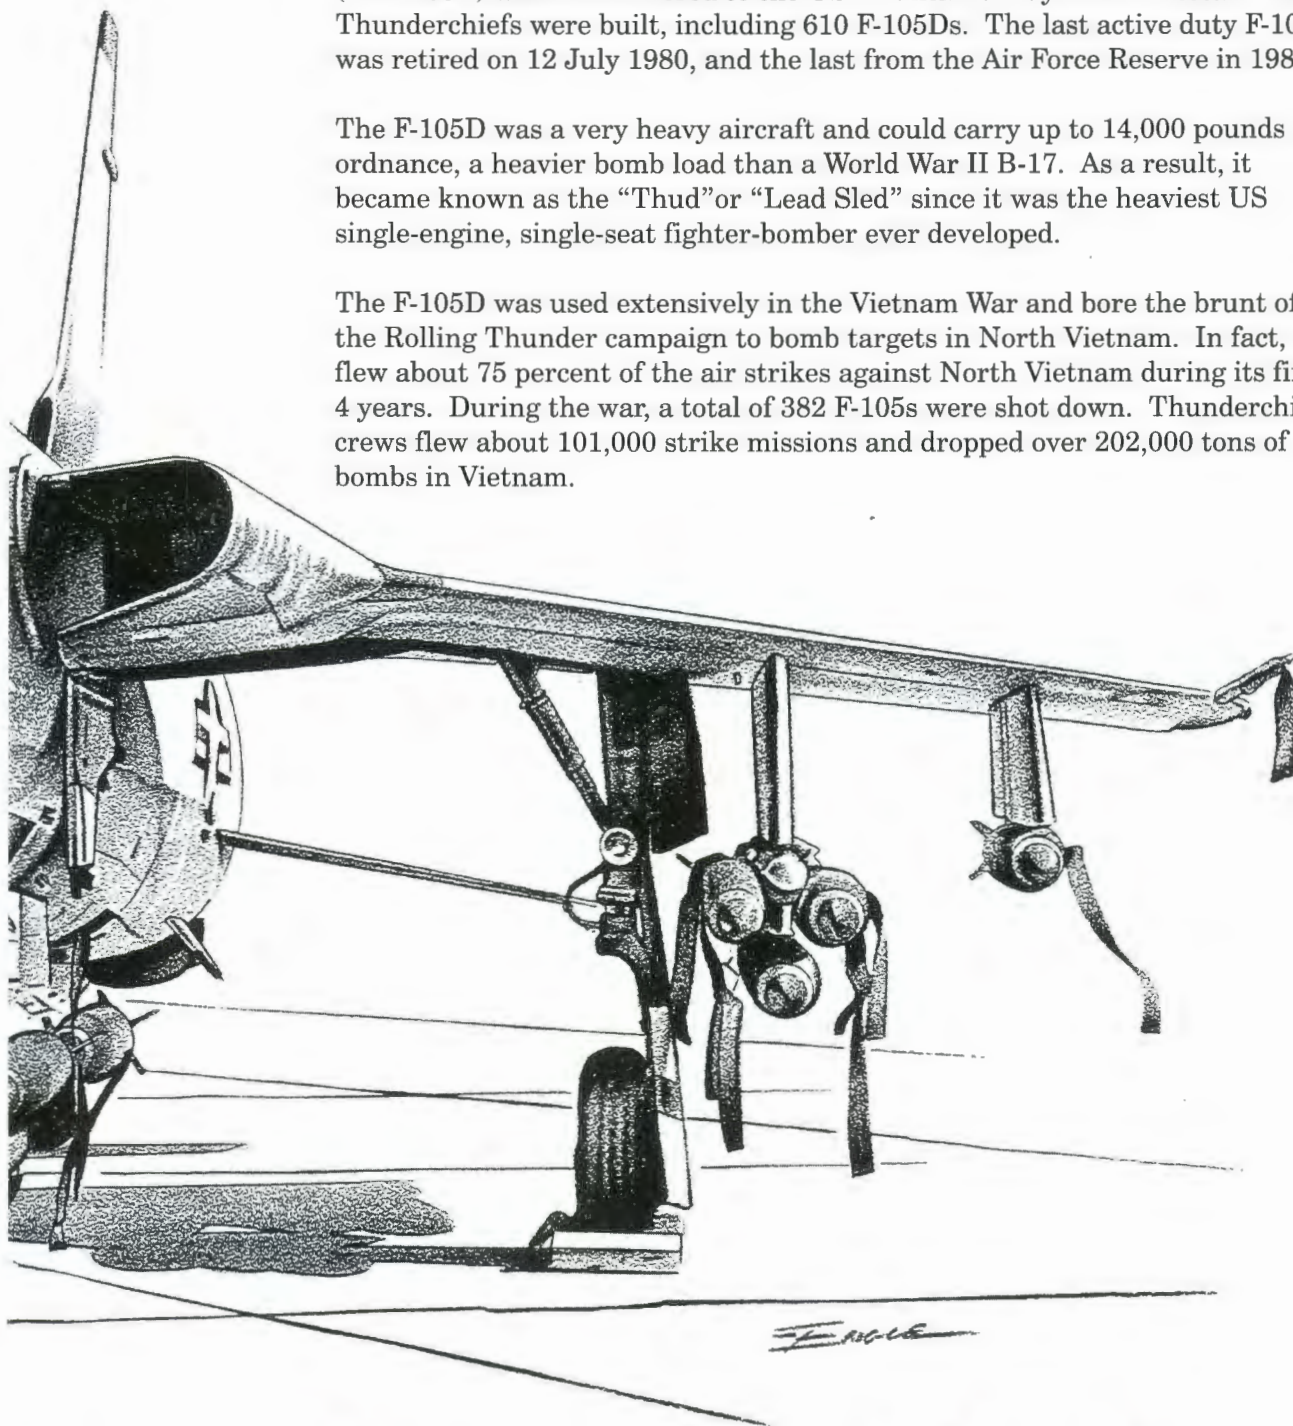 Thunderchiefs were built, including 610 F-105Ds. The last active duty F-10
was retired on 12 July 1980, and the last from the Air Force Reserve in 198
The F-105D was a very heavy aircraft and could carry up to 14,000 pounds
ordnance, a heavier bomb load than a World War II B-17. As a result, it
became known as the “Thud”or “Lead Sled” since it was the heaviest US
single-engine, single-seat fighter-bomber ever developed.
The F-105D was used extensively in the Vietnam War and bore the brunt of
the Rolling Thunder campaign to bomb targets in North Vietnam. In fact,
flew about 75 percent of the air strikes against North Vietnam during its fi
4 years. During the war, a total of 382 F-105s were shot down. Thunderchi
crews flew about 101,000 strike missions and dropped over 202,000 tons of
bombs in Vietnam.